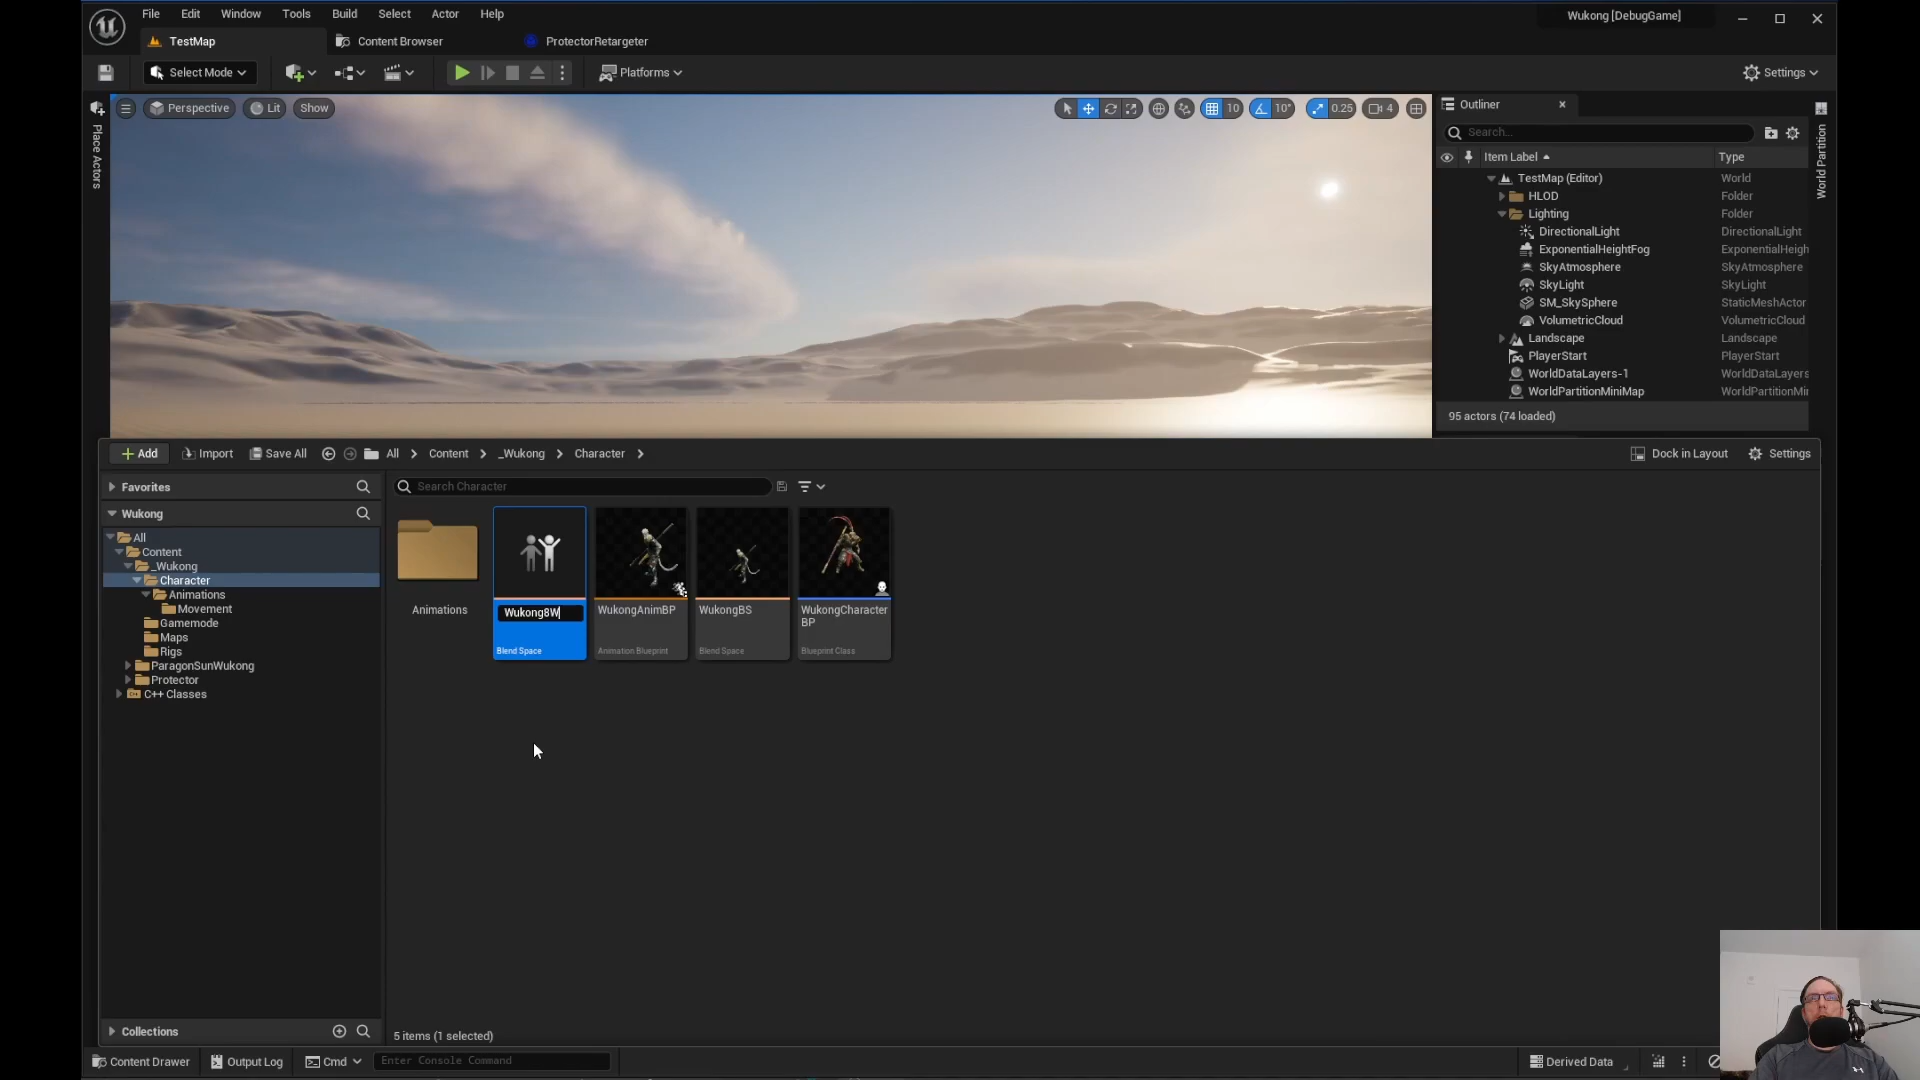 File Edit Window Tools Build Select Actor Help
Wukong [DebugGame]
TestMap Content Browser ProtectorRetargeter
Select Mode Platforms Settings
Place Actors
Perspective Lit Show
10 10° 0.25 4
Outliner
Search...
Item Label Type
TestMap (Editor) World
HLOD Folder
Lighting Folder
DirectionalLight DirectionalLight
ExponentialHeightFog ExponentialHeigh
SkyAtmosphere SkyAtmosphere
SkyLight SkyLight
SM_SkySphere StaticMeshActor
VolumetricCloud VolumetricCloud
Landscape Landscape
PlayerStart PlayerStart
WorldDataLayers-1 WorldDataLayers
WorldPartitionMiniMap WorldPartitionMin
95 actors (74 loaded)
World Partition
Add Import Save All All Content _Wukong Character
Dock in Layout Settings
Favorites
Wukong
All
Content
_Wukong
Character
Animations
Movement
Gamemode
Maps
Rigs
ParagonSunWukong
Protector
C++ Classes
Collections
Search Character
Animations
Wukong8W
Blend Space
WukongAnimBP
Animation Blueprint
WukongBS
Blend Space
WukongCharacter
BP
Blueprint Class
5 items (1 selected)
Content Drawer Output Log Cmd Enter Console Command
Derived Data